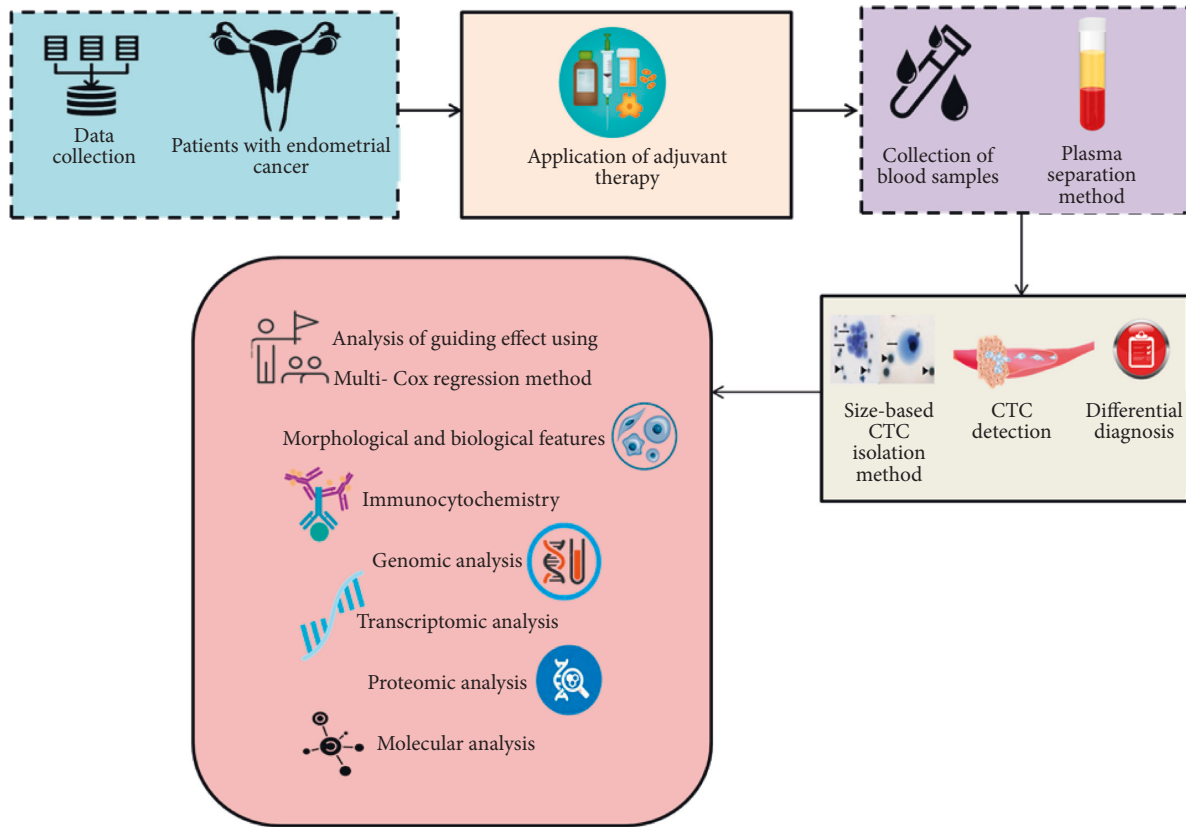 Data
collection
Patients with endometrial
cancer
Application of adjuvant
therapy
Collection of
blood samples
Plasma
separation
method
Size-based
CTC
isolation
method
CTC
detection
Differential
diagnosis
Analysis of guiding effect using
Multi- Cox regression method
Morphological and biological features
Immunocytochemistry
Genomic analysis
Transcriptomic analysis
Proteomic analysis
Molecular analysis